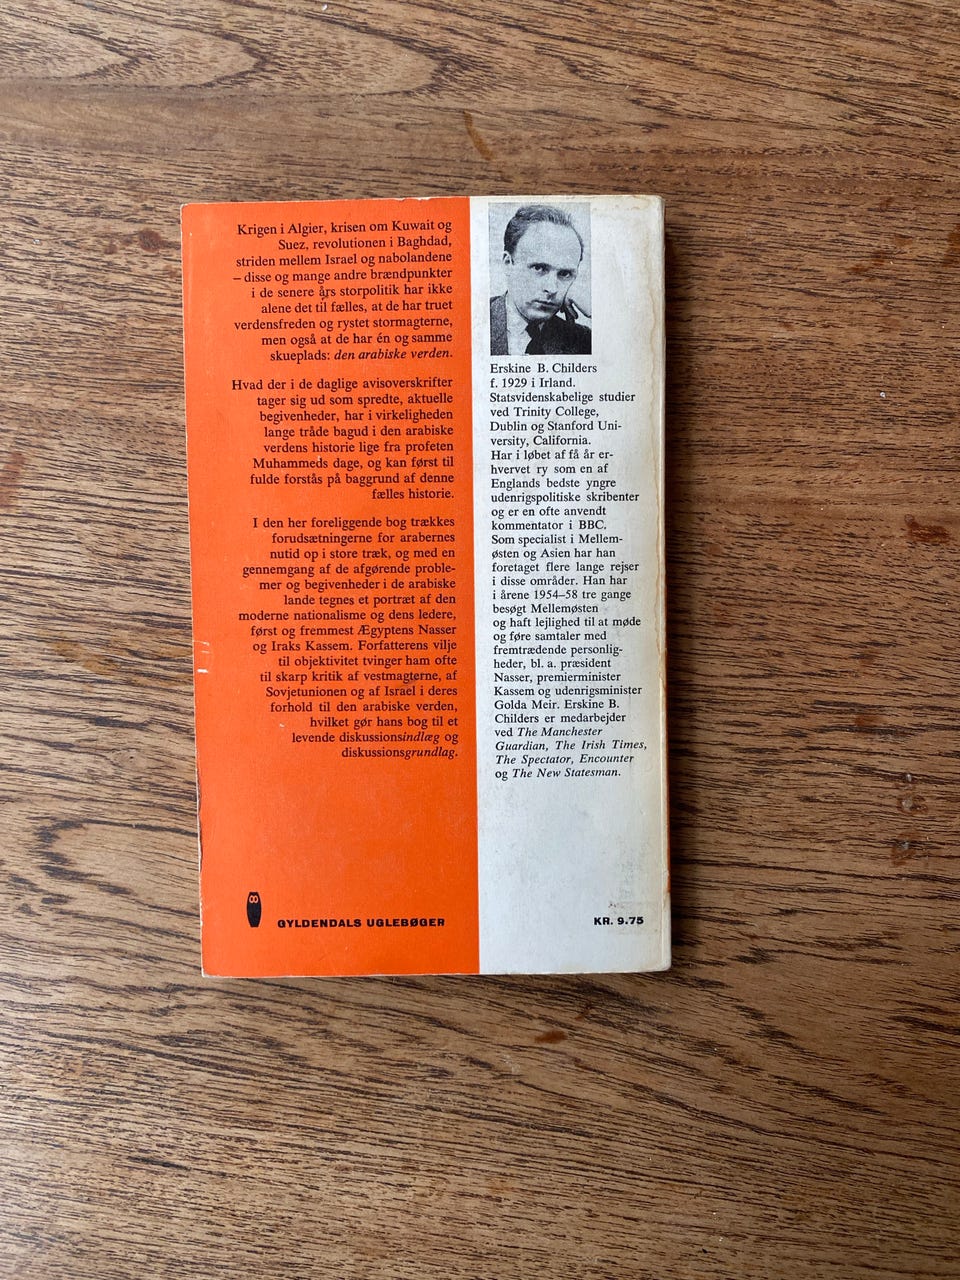 Krigen i Algier, krisen om Kuwait og
Suez, revolutionen i Baghdad,
striden mellem Israel og nabolandene
– disse og mange andre brændpunkter
i de senere års storpolitik har ikke
alene det til fælles, at de har truet
verdensfreden og rystet stormagterne,
men også at de har én og samme
skueplads: den arabiske verden.
Hvad der i de daglige avisoverskrifter
tager sig ud som spredte, aktuelle
begivenheder, har i virkeligheden
lange tråde bagud i den arabiske
verdens historie lige fra profeten
Muhammeds dage, og kan først til
fulde forstås på baggrund af denne
fælles historie.
I den her foreliggende bog trækkes
forudsætningerne for arabernes
nutid op i store træk, og med en
gennemgang af de afgørende proble-
mer og begivenheder i de arabiske
lande tegnes et portræt af den
moderne nationalisme og dens ledere,
først og fremmest Ægyptens Nasser
og Iraks Kassem. Forfatterens vilje
til objektivitet tvinger ham ofte
til skarp kritik af vestmagterne, af
Sovjetunionen og af Israel i deres
forhold til den arabiske verden,
hvilket gør hans bog til et
levende diskussionsindlæg og
diskussionsgrundlag.
GYLDENDALS UGLEBØGER
Erskine B. Childers
f. 1929 i Irland.
Statsvidenskabelige studier
ved Trinity College,
Dublin og Stanford Uni-
versity, California.
Har i løbet af få år er-
hvervet ry som en af
Englands bedste yngre
udenrigspolitiske skribenter
og er en ofte anvendt
kommentator i BBC.
Som specialist i Mellem-
østen og Asien har han
foretaget flere lange rejser
i disse områder. Han har
i årene 1954–58 tre gange
besøgt Mellemøsten
og haft lejlighed til at møde
og føre samtaler med
fremtrædende personlig-
heder, bl. a. præsident
Nasser, premierminister
Kassem og udenrigsminister
Golda Meir. Erskine B.
Childers er medarbejder
ved The Manchester
Guardian, The Irish Times,
The Spectator, Encounter
og The New Statesman.
KR. 9.75